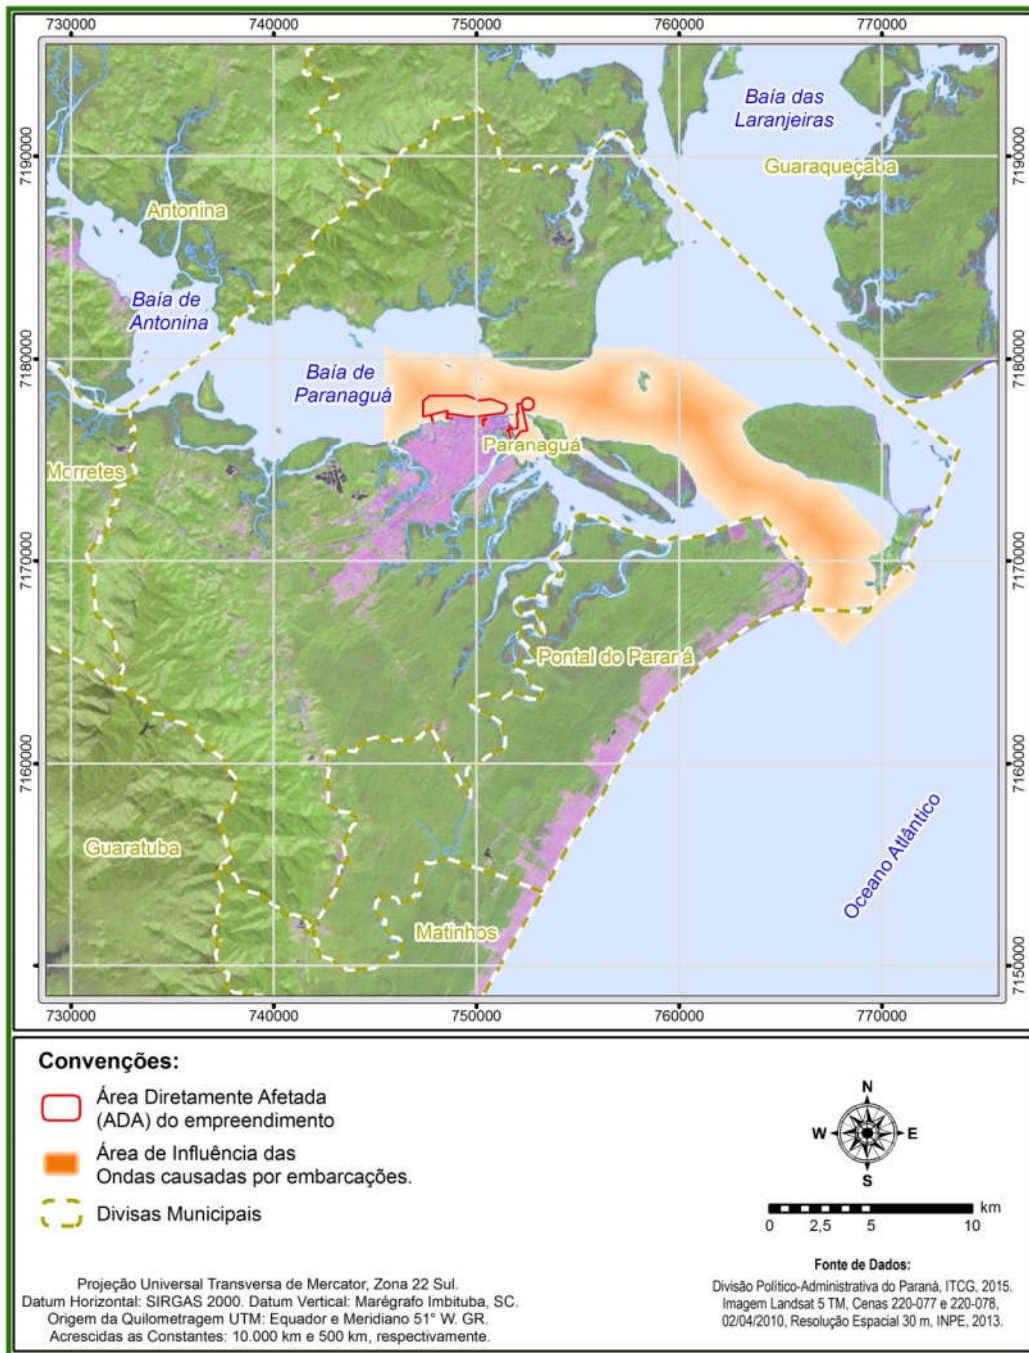 730000 740000 750000 760000 770000
7190000 7190000
7180000 7180000
7170000 7170000
7160000 7160000
7150000 7150000
Baía das
Laranjeiras
Guaraqueçaba
Antonina
Baía de
Antonina
Baía de
Paranaguá
Paranaguá
Morretes
Pontal do Paraná
Guaratuba
Oceano Atlântico
Matinhos
730000 740000 750000 760000 770000
Convenções:
Área Diretamente Afetada
(ADA) do empreendimento
Área de Influência das
Ondas causadas por embarcações.
Divisas Municipais
N
W E
S
km
0 2,5 5 10
Projeção Universal Transversa de Mercator, Zona 22 Sul.
Datum Horizontal: SIRGAS 2000. Datum Vertical: Marégrafo Imbituba, SC.
Origem da Quilometragem UTM: Equador e Meridiano 51° W. GR.
Acrescidas as Constantes: 10.000 km e 500 km, respectivamente.
Fonte de Dados:
Divisão Político-Administrativa do Paraná, ITCG, 2015.
Imagem Landsat 5 TM, Cenas 220-077 e 220-078,
02/04/2010, Resolução Espacial 30 m, INPE, 2013.